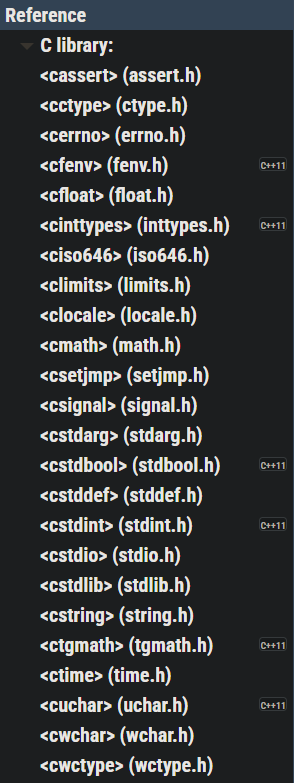 Reference
C library:
<cassert> (assert.h)
<cctype> (ctype.h)
<cerrno> (errno.h)
<cfenv> (fenv.h) C++11
<cfloat> (float.h)
<cinttypes> (inttypes.h) C++11
<ciso646> (iso646.h)
<climits> (limits.h)
<clocale> (locale.h)
<cmath> (math.h)
<csetjmp> (setjmp.h)
<csignal> (signal.h)
<cstdarg> (stdarg.h)
<cstdbool> (stdbool.h) C++11
<cstddef> (stddef.h)
<cstdint> (stdint.h) C++11
<cstdio> (stdio.h)
<cstdlib> (stdlib.h)
<cstring> (string.h)
<ctgmath> (tgmath.h) C++11
<ctime> (time.h)
<cuchar> (uchar.h) C++11
<cwchar> (wchar.h)
<cwctype> (wctype.h)